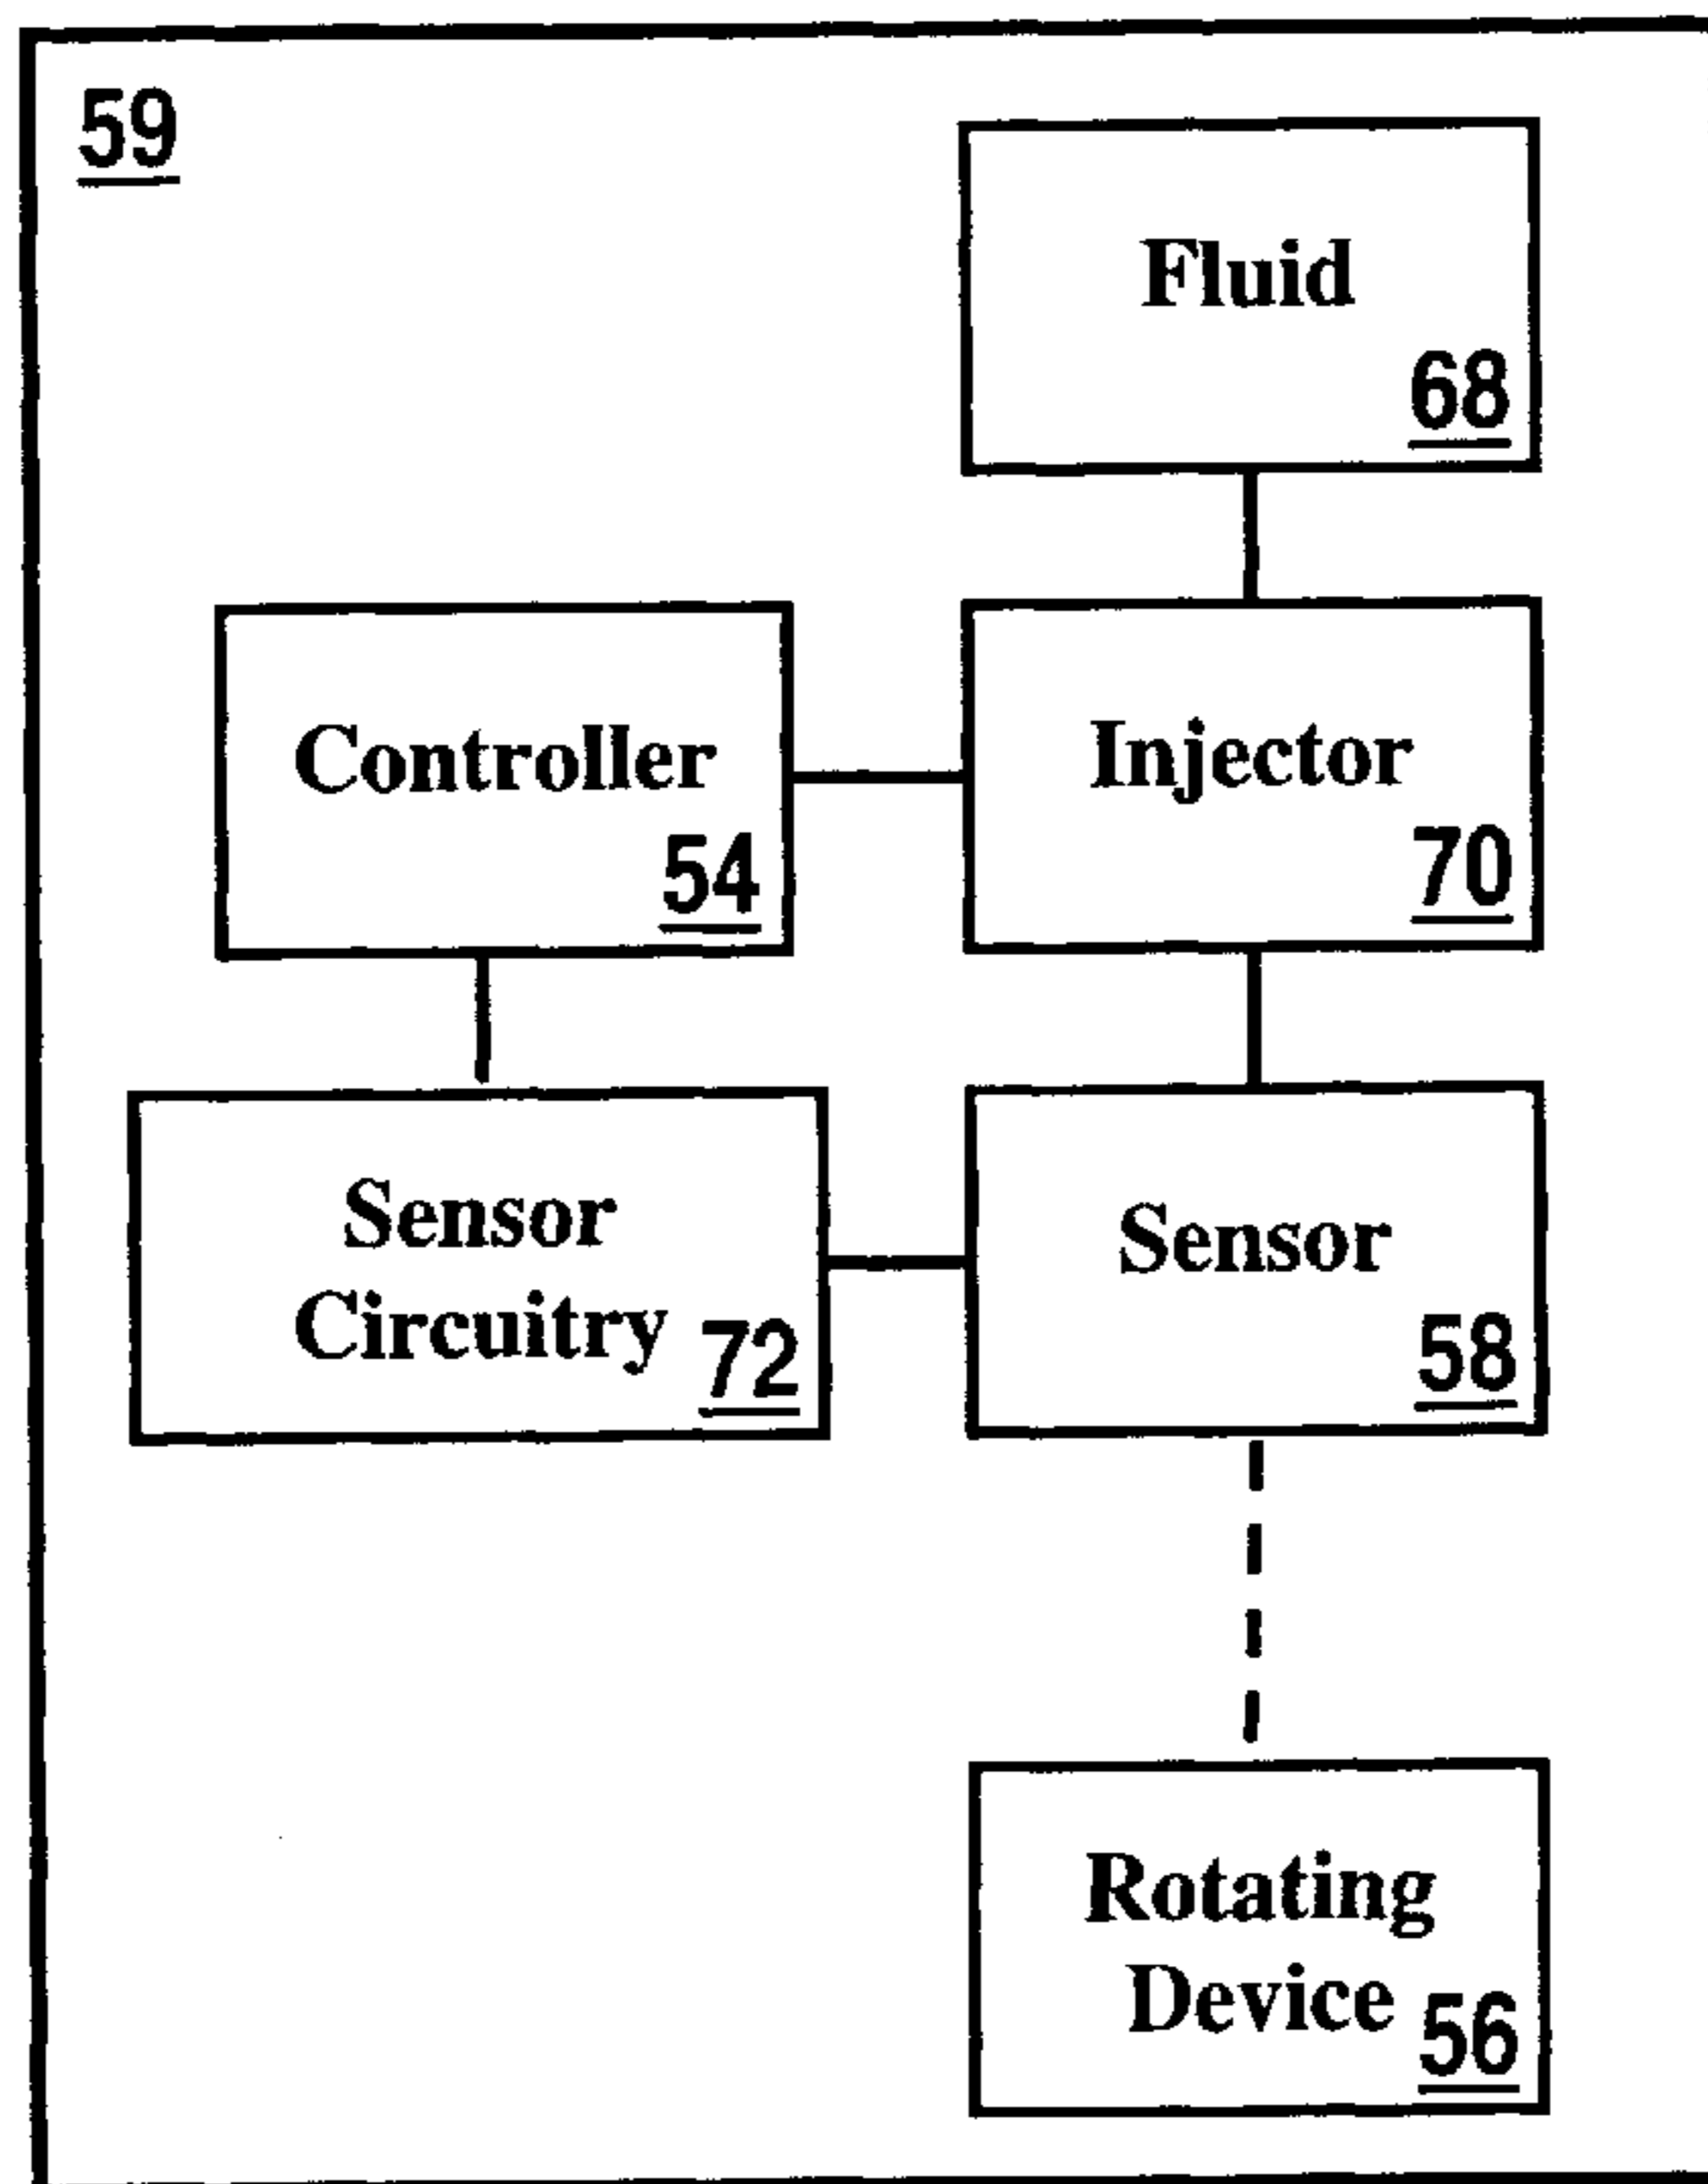 59
Fluid
68
Controller
54
Injector
70
Sensor
Circuitry 72
Sensor
58
Rotating
Device 56